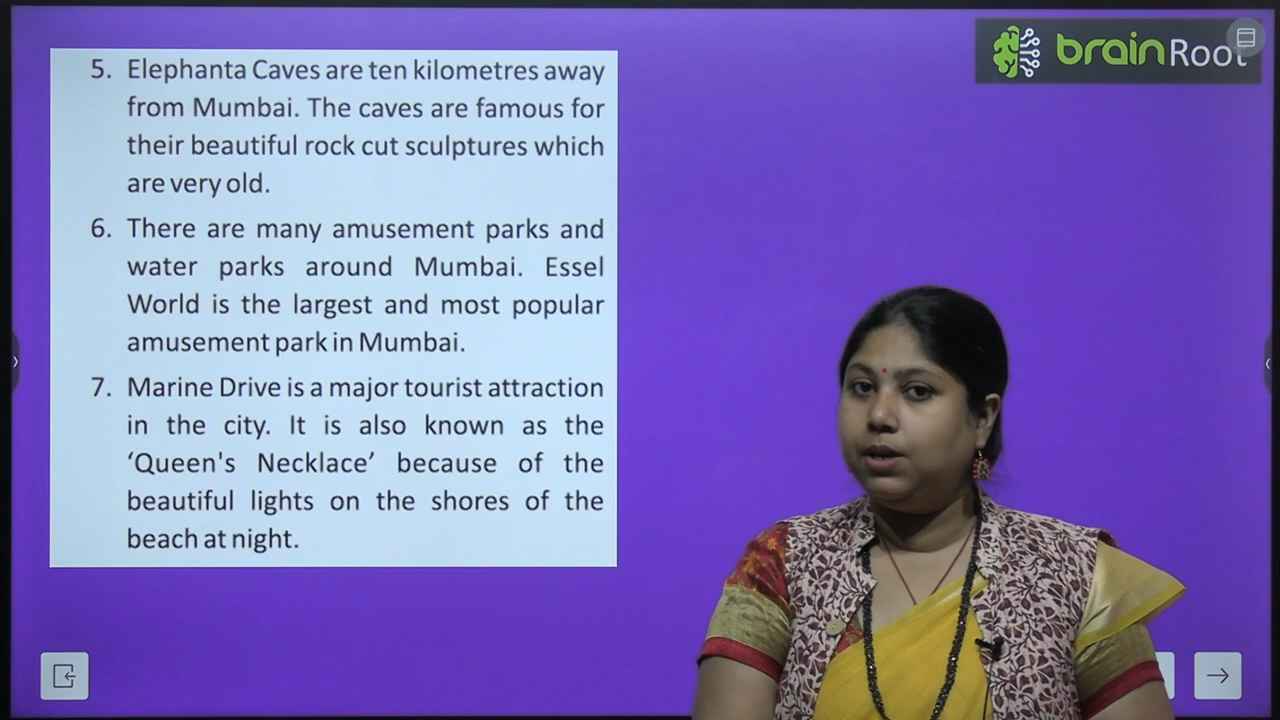 brainRoot
5. Elephanta Caves are ten kilometres away
from Mumbai. The caves are famous for
their beautiful rock cut sculptures which
are very old.
6. There are many amusement parks and
water parks around Mumbai. Essel
World is the largest and most popular
amusement park in Mumbai.
7. Marine Drive is a major tourist attraction
in the city. It is also known as the
‘Queen's Necklace’ because of the
beautiful lights on the shores of the
beach at night.